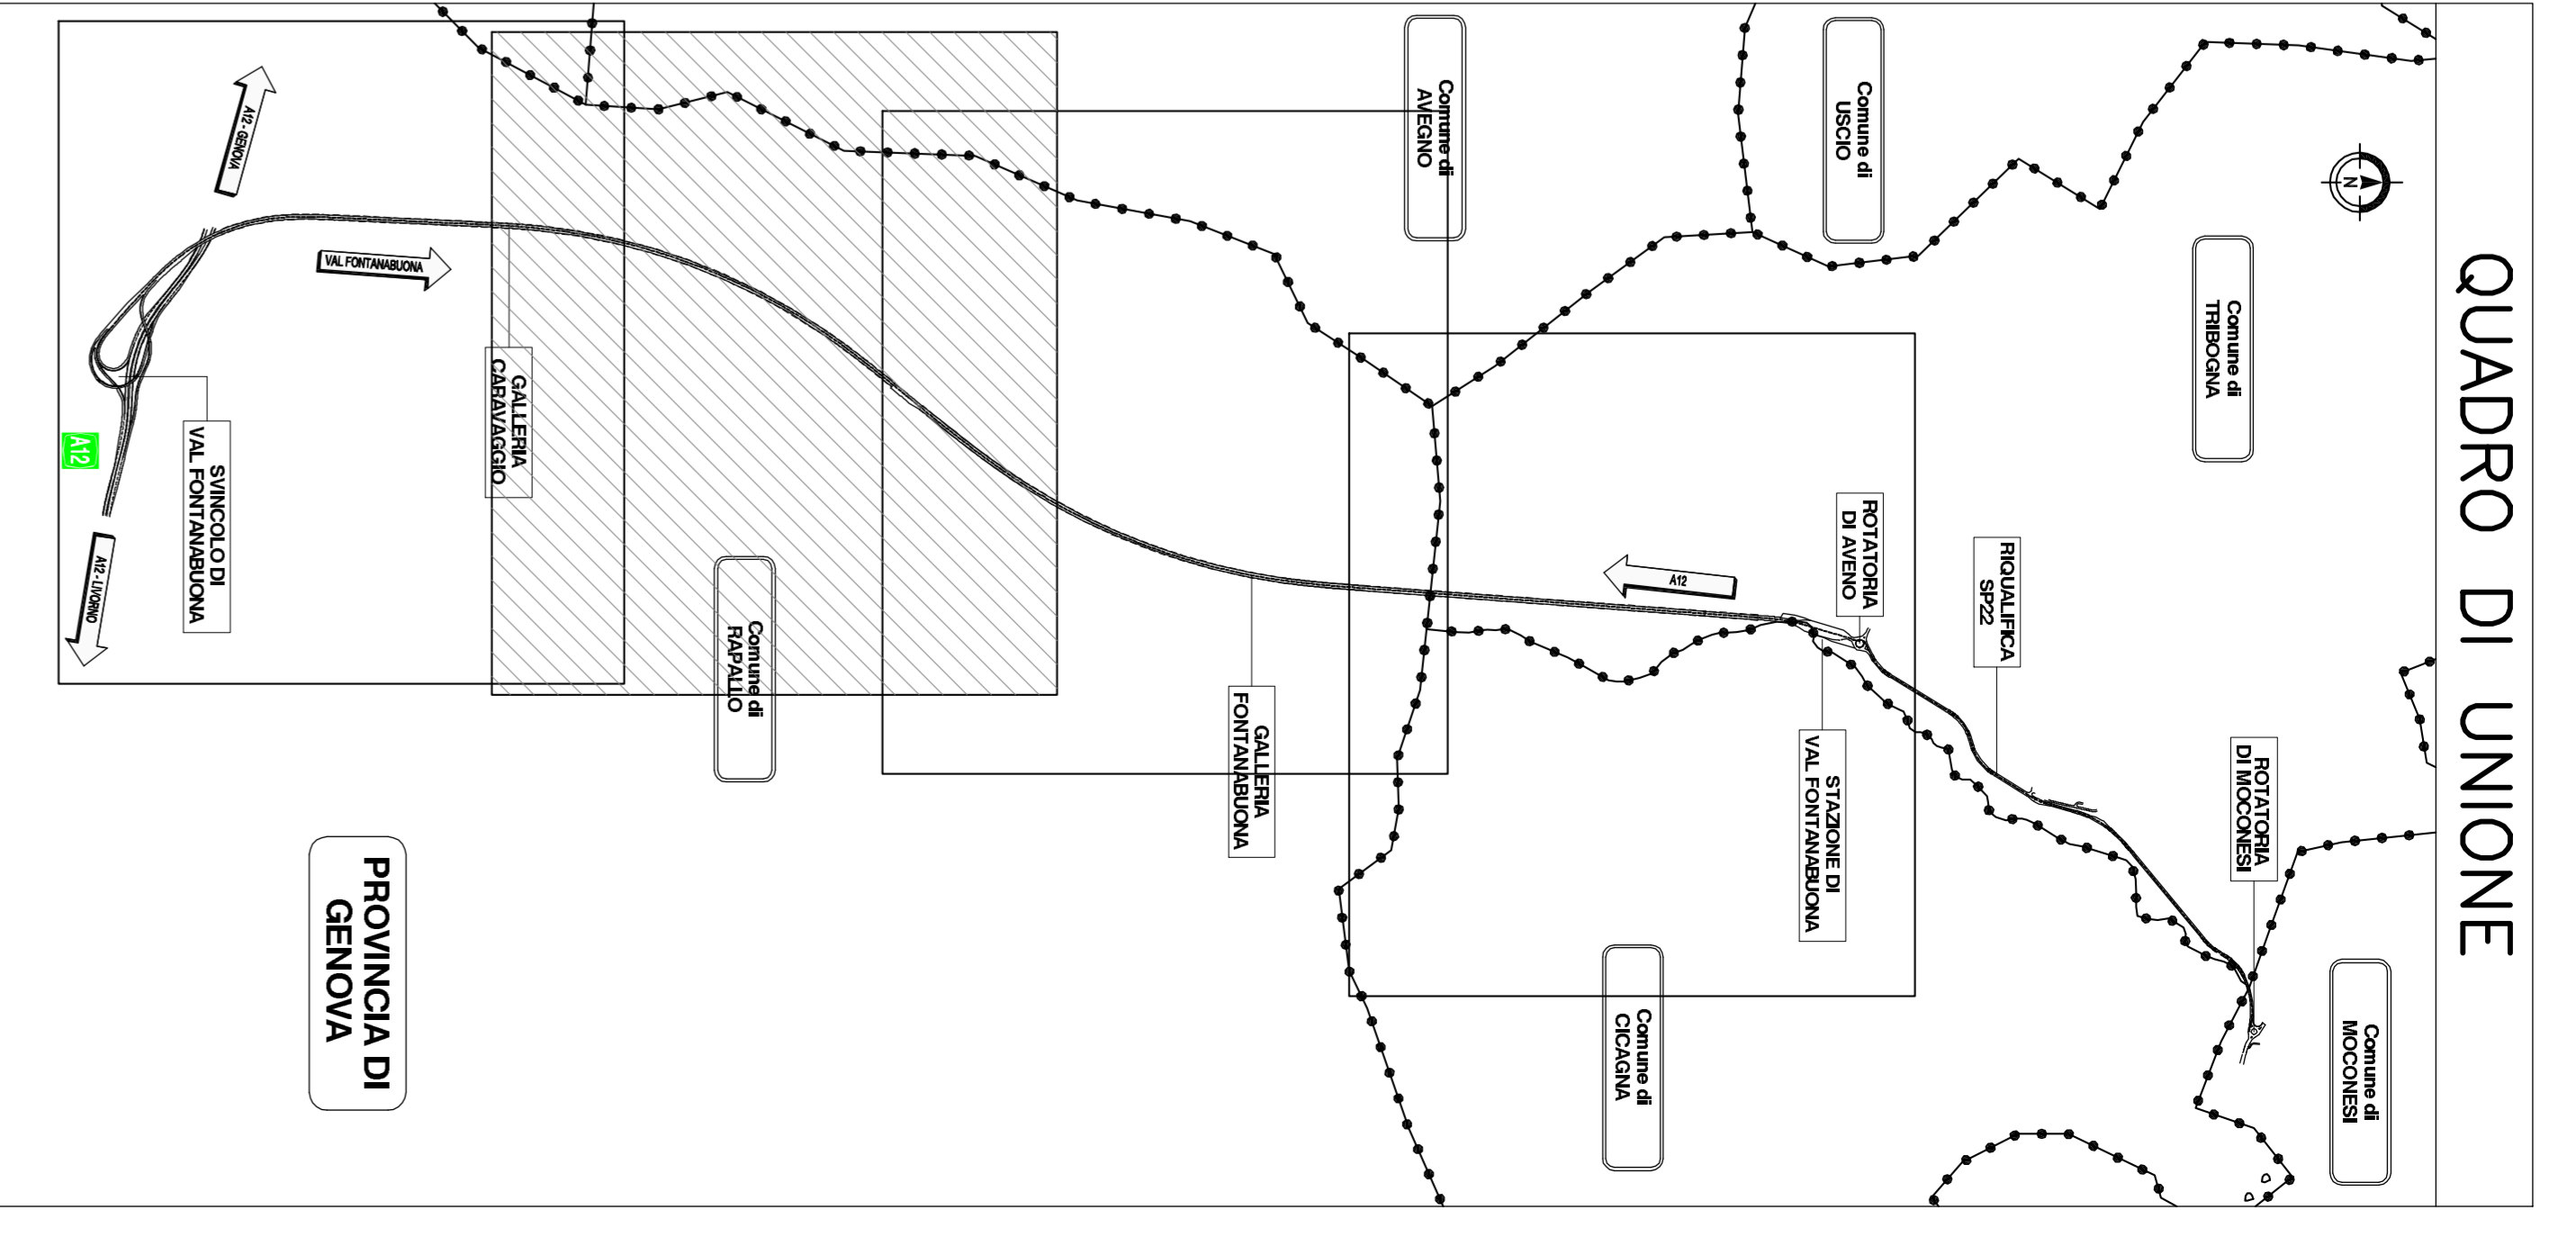 QUADRO DI UNIONE
Comune di
MOCONESI
Comune di
TRIBOGNA
N
ROTATORIA
DI MOCONESI
RIQUALIFICA
SP22
Comune di
USCIO
ROTATORIA
DI AVENO
STAZIONE DI
VAL FONTANABUONA
A12
Comune di
CICAGNA
Comune di
AVEGNO
GALLERIA
FONTANABUONA
Comune di
RAPALLO
GALLERIA
CARAVAGGIO
VAL FONTANABUONA
PROVINCIA DI
GENOVA
A12 - GENOVA
SVINCOLO DI
VAL FONTANABUONA
A12
A12 - LIVORNO